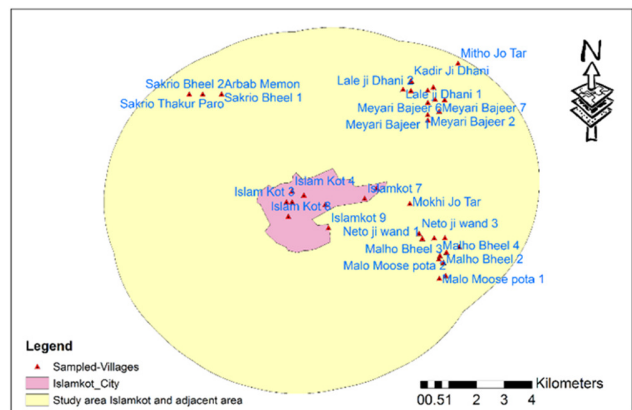 Mitho Jo Tar
N
Kadir Ji Dhani
Sakrio Bheel 2 Arbab Memon
Lale ji Dhani 2
Lale ji Dhani 1
Sakrio Thakur Paro
Sakrio Bheel 1
Meyari Bajeer 6 Meyari Bajeer 7
Meyari Bajeer 1 Meyari Bajeer 2
Islam Kot 4
Islam Kot 3
Islamkot 7
Islam Kot 8
Mokhi Jo Tar
Islamkot 9
Neto ji wand 3
Neto ji wand 1
Malho Bheel 3 Malho Bheel 4
Malho Bheel 2
Malo Moose pota 2
Malo Moose pota 1
Legend
Sampled-Villages
Islamkot_City
Study area Islamkot and adjacent area
Kilometers
00.51 2 3 4